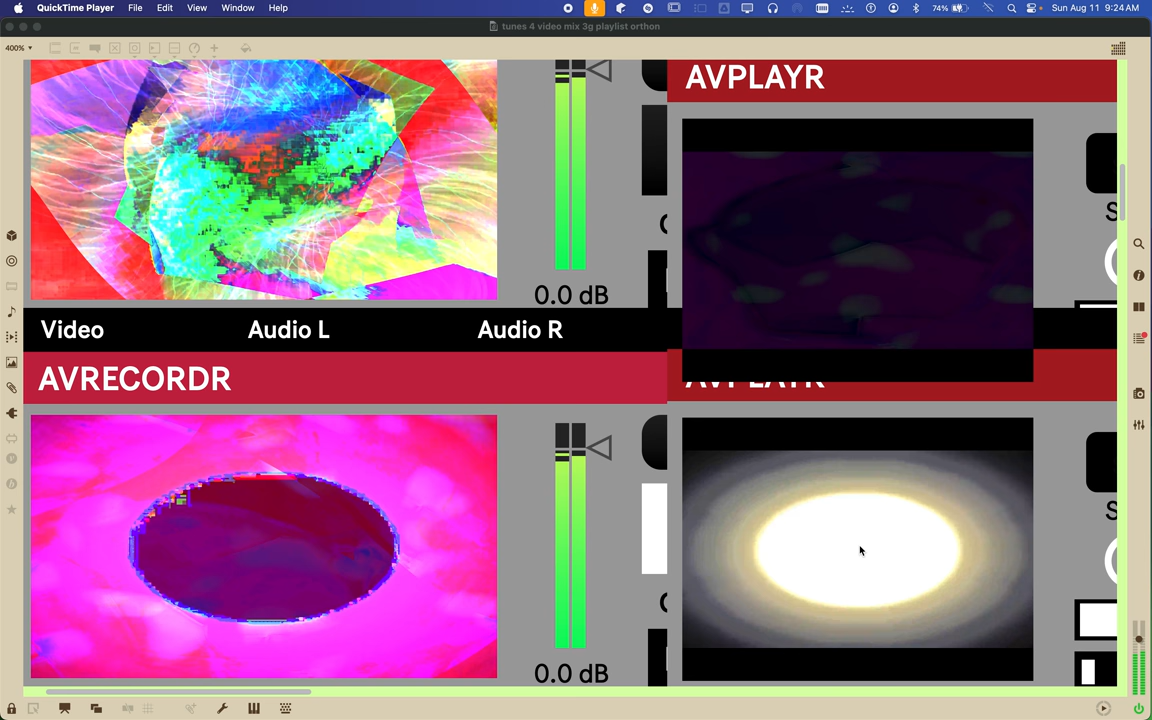 QuickTime Player File Edit View Window Help 74% Sun Aug 11 9:24 AM
tunes 4 video mix 3g playlist orthon
400%
AVPLAYR
S
0.0 dB
Video Audio L Audio R
AVRECORDR
AVPLAYR
S
0.0 dB